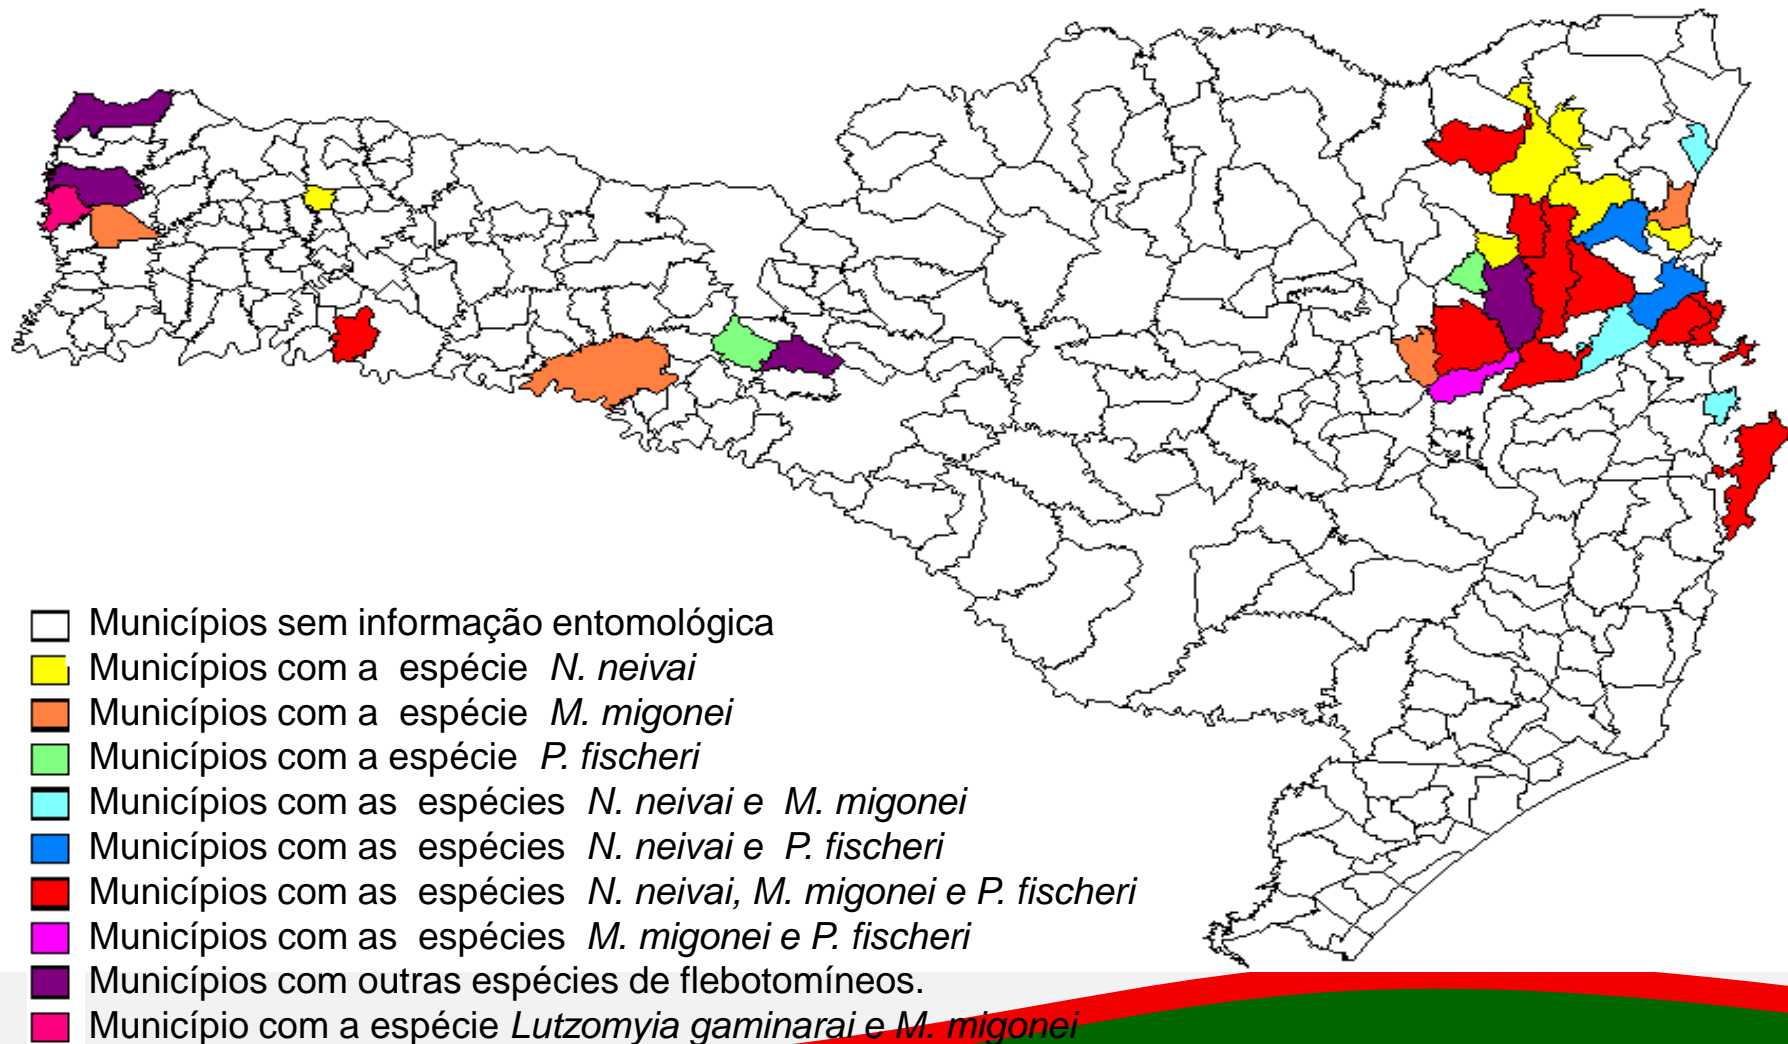 Municípios sem informação entomológica
Municípios com a espécie N. neivai
Municípios com a espécie M. migonei
Municípios com a espécie P. fischeri
Municípios com as espécies N. neivai e M. migonei
Municípios com as espécies N. neivai e P. fischeri
Municípios com as espécies N. neivai, M. migonei e P. fischeri
Municípios com as espécies M. migonei e P. fischeri
Municípios com outras espécies de flebotomíneos.
Município com a espécie Lutzomyia gaminarai e M. migonei